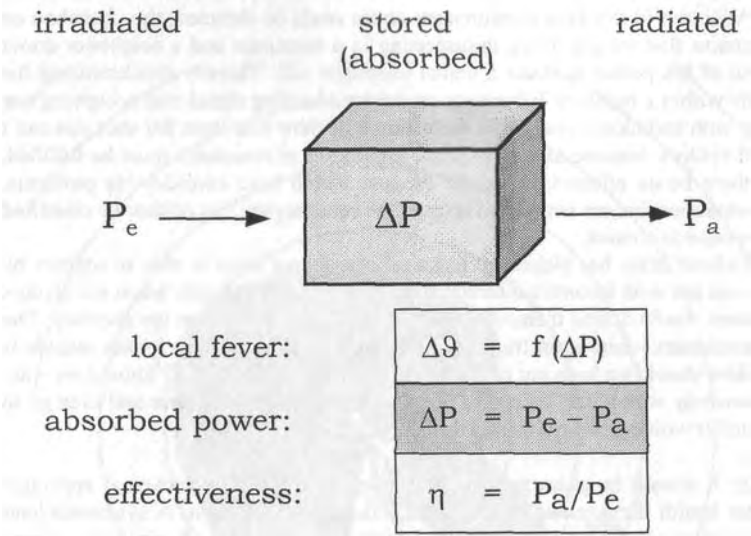 irradiated stored radiated
(absorbed)
Pe ΔP Pa
local fever: Δϑ = f (ΔP)
absorbed power: ΔP = Pe – Pa
effectiveness: η = Pa/Pe